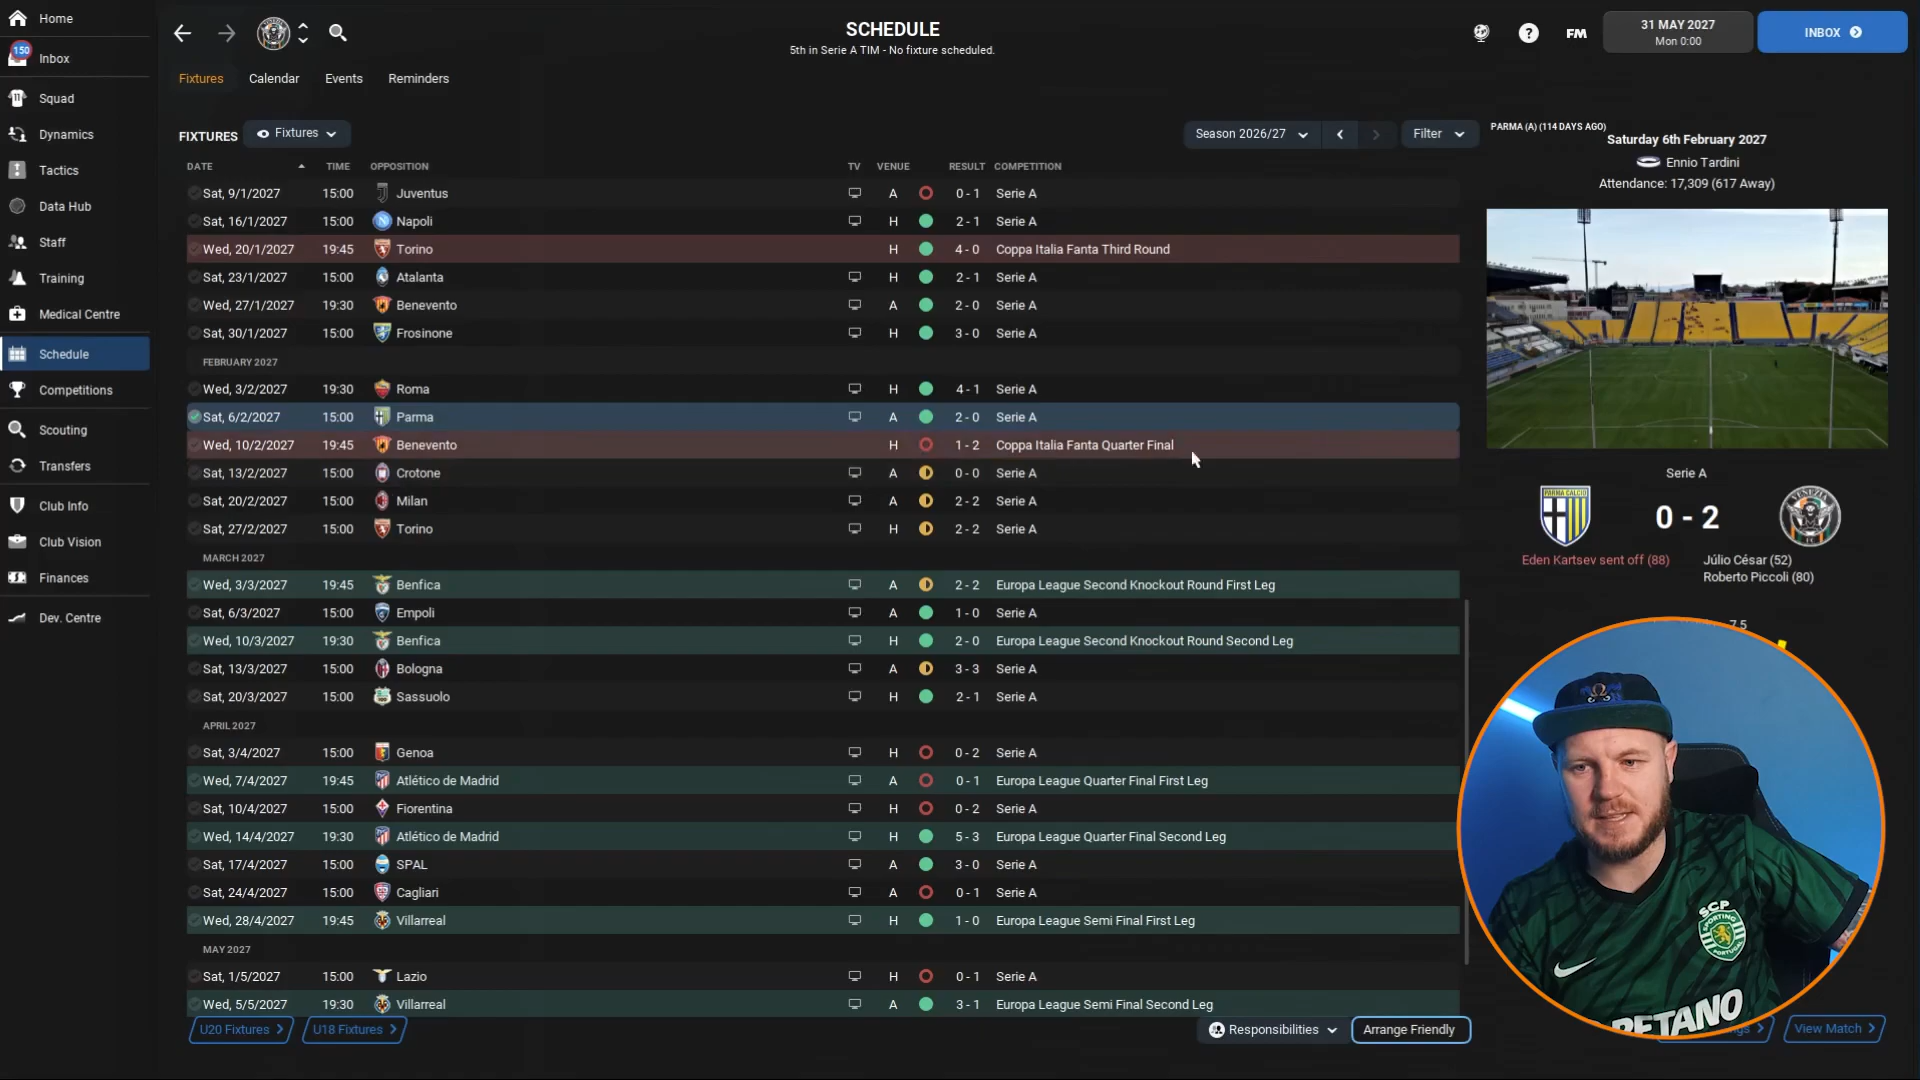 Home
150
Inbox
Squad
Dynamics
Tactics
Data Hub
Staff
Training
Medical Centre
Schedule
Competitions
Scouting
Transfers
Club Info
Club Vision
Finances
Dev. Centre
SCHEDULE
5th in Serie A TIM - No fixture scheduled.
FM
31 MAY 2027
Mon 0:00
INBOX
Fixtures Calendar Events Reminders
FIXTURES Fixtures Season 2026/27 Filter
DATE TIME OPPOSITION TV VENUE RESULT COMPETITION
Sat, 9/1/2027 15:00 Juventus A 0 - 1 Serie A
Sat, 16/1/2027 15:00 Napoli H 2 - 1 Serie A
Wed, 20/1/2027 19:45 Torino H 4 - 0 Coppa Italia Fanta Third Round
Sat, 23/1/2027 15:00 Atalanta H 2 - 1 Serie A
Wed, 27/1/2027 19:30 Benevento A 2 - 0 Serie A
Sat, 30/1/2027 15:00 Frosinone H 3 - 0 Serie A
FEBRUARY 2027
Wed, 3/2/2027 19:30 Roma H 4 - 1 Serie A
Sat, 6/2/2027 15:00 Parma A 2 - 0 Serie A
Wed, 10/2/2027 19:45 Benevento H 1 - 2 Coppa Italia Fanta Quarter Final
Sat, 13/2/2027 15:00 Crotone A 0 - 0 Serie A
Sat, 20/2/2027 15:00 Milan A 2 - 2 Serie A
Sat, 27/2/2027 15:00 Torino H 2 - 2 Serie A
MARCH 2027
Wed, 3/3/2027 19:45 Benfica A 2 - 2 Europa League Second Knockout Round First Leg
Sat, 6/3/2027 15:00 Empoli A 1 - 0 Serie A
Wed, 10/3/2027 19:30 Benfica H 2 - 0 Europa League Second Knockout Round Second Leg
Sat, 13/3/2027 15:00 Bologna A 3 - 3 Serie A
Sat, 20/3/2027 15:00 Sassuolo H 2 - 1 Serie A
APRIL 2027
Sat, 3/4/2027 15:00 Genoa H 0 - 2 Serie A
Wed, 7/4/2027 19:45 Atlético de Madrid A 0 - 1 Europa League Quarter Final First Leg
Sat, 10/4/2027 15:00 Fiorentina H 0 - 2 Serie A
Wed, 14/4/2027 19:30 Atlético de Madrid H 5 - 3 Europa League Quarter Final Second Leg
Sat, 17/4/2027 15:00 SPAL A 3 - 0 Serie A
Sat, 24/4/2027 15:00 Cagliari A 0 - 1 Serie A
Wed, 28/4/2027 19:45 Villarreal H 1 - 0 Europa League Semi Final First Leg
MAY 2027
Sat, 1/5/2027 15:00 Lazio H 0 - 1 Serie A
Wed, 5/5/2027 19:30 Villarreal A 3 - 1 Europa League Semi Final Second Leg
U20 Fixtures U18 Fixtures Responsibilities Arrange Friendly
PARMA (A) (114 DAYS AGO)
Saturday 6th February 2027
Ennio Tardini
Attendance: 17,309 (617 Away)
Serie A
PARMA CALCIO
0 - 2
VENEZIA
FC
Eden Kartsev sent off (88)
Júlio César (52)
Roberto Piccoli (80)
7.5
SCP
SPORTING
PORTUGAL
BETANO
View Match